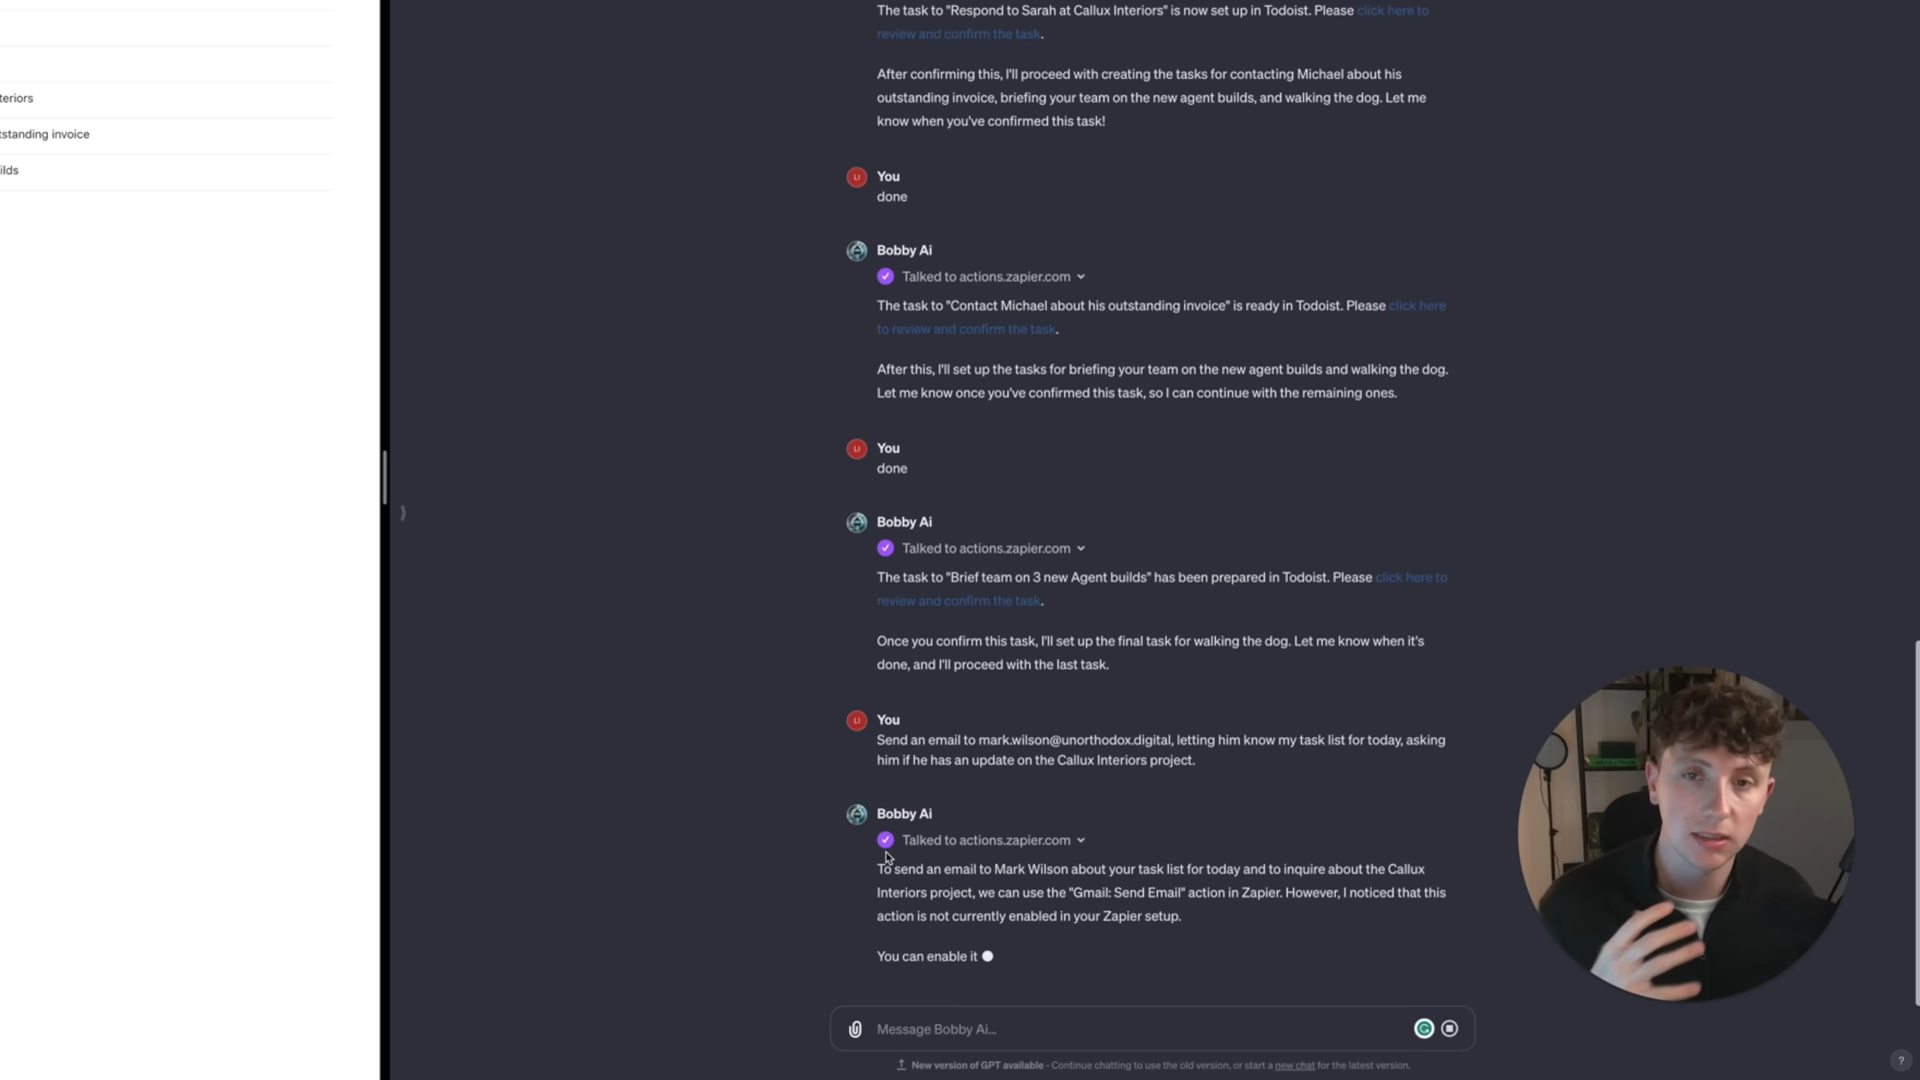 teriors
tstanding invoice
ilds
The task to "Respond to Sarah at Callux Interiors" is now set up in Todoist. Please click here to
review and confirm the task.
After confirming this, I'll proceed with creating the tasks for contacting Michael about his
outstanding invoice, briefing your team on the new agent builds, and walking the dog. Let me
know when you've confirmed this task!
LI
You
done
Bobby Ai
Talked to actions.zapier.com
The task to "Contact Michael about his outstanding invoice" is ready in Todoist. Please click here
to review and confirm the task.
After this, I'll set up the tasks for briefing your team on the new agent builds and walking the dog.
Let me know once you've confirmed this task, so I can continue with the remaining ones.
LI
You
done
Bobby Ai
Talked to actions.zapier.com
The task to "Brief team on 3 new Agent builds" has been prepared in Todoist. Please click here to
review and confirm the task.
Once you confirm this task, I'll set up the final task for walking the dog. Let me know when it's
done, and I'll proceed with the last task.
LI
You
Send an email to mark.wilson@unorthodox.digital, letting him know my task list for today, asking
him if he has an update on the Callux Interiors project.
Bobby Ai
Talked to actions.zapier.com
To send an email to Mark Wilson about your task list for today and to inquire about the Callux
Interiors project, we can use the "Gmail: Send Email" action in Zapier. However, I noticed that this
action is not currently enabled in your Zapier setup.
You can enable it
Message Bobby Ai...
New version of GPT available - Continue chatting to use the old version, or start a new chat for the latest version.
?